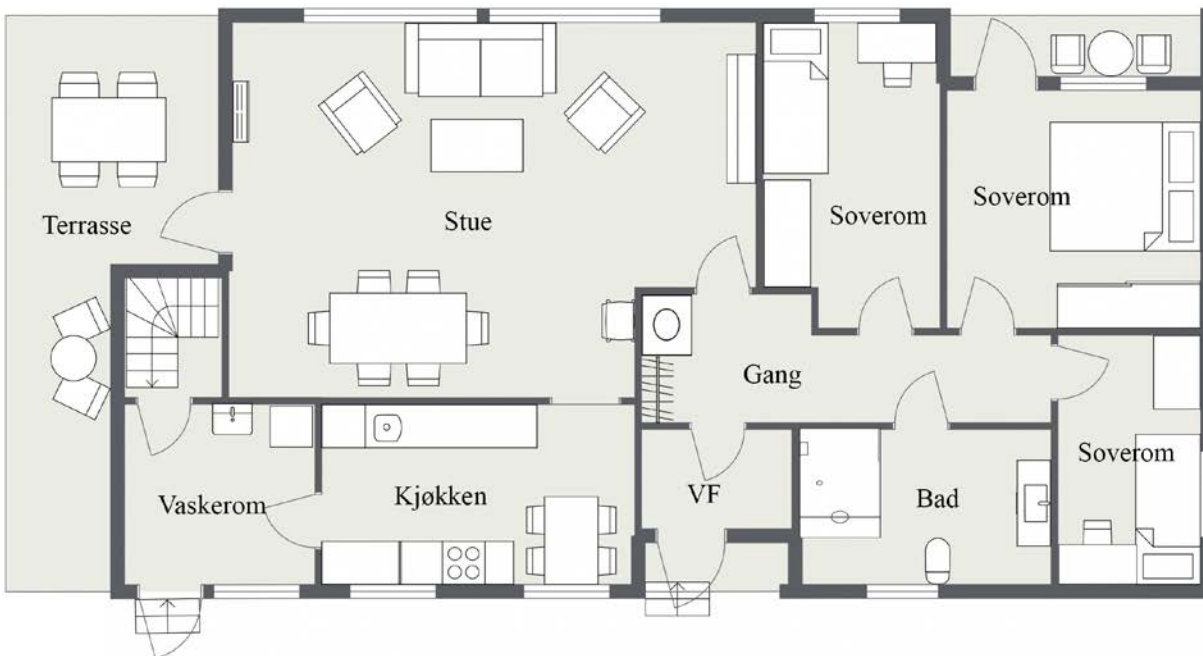 Terrasse
Stue
Soverom
Soverom
Gang
Vaskerom
Kjøkken
VF
Bad
Soverom